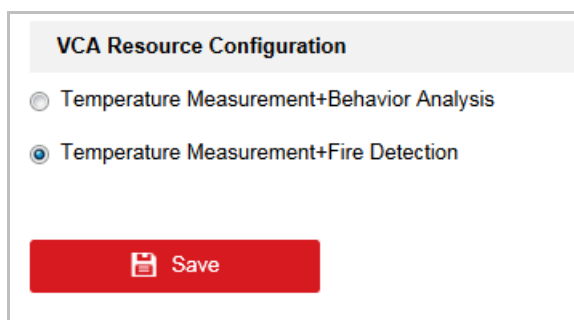 VCA Resource Configuration
Temperature Measurement+Behavior Analysis
Temperature Measurement+Fire Detection
Save